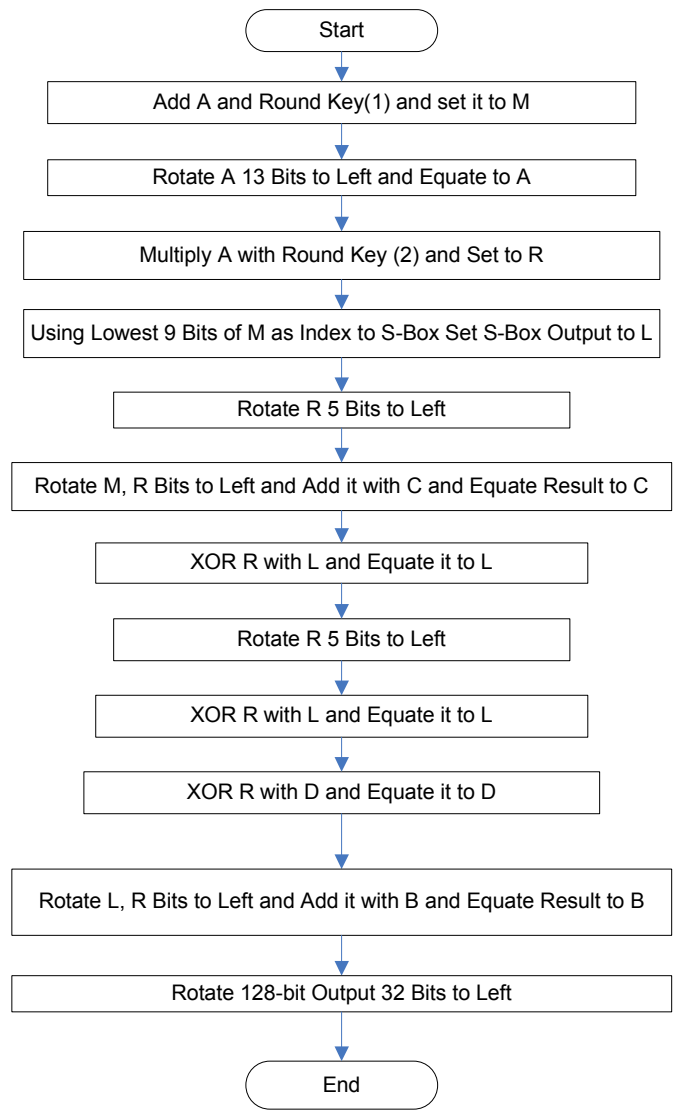 Start
Add A and Round Key(1) and set it to M
Rotate A 13 Bits to Left and Equate to A
Multiply A with Round Key (2) and Set to R
Using Lowest 9 Bits of M as Index to S-Box Set S-Box Output to L
Rotate R 5 Bits to Left
Rotate M, R Bits to Left and Add it with C and Equate Result to C
XOR R with L and Equate it to L
Rotate R 5 Bits to Left
XOR R with L and Equate it to L
XOR R with D and Equate it to D
Rotate L, R Bits to Left and Add it with B and Equate Result to B
Rotate 128-bit Output 32 Bits to Left
End